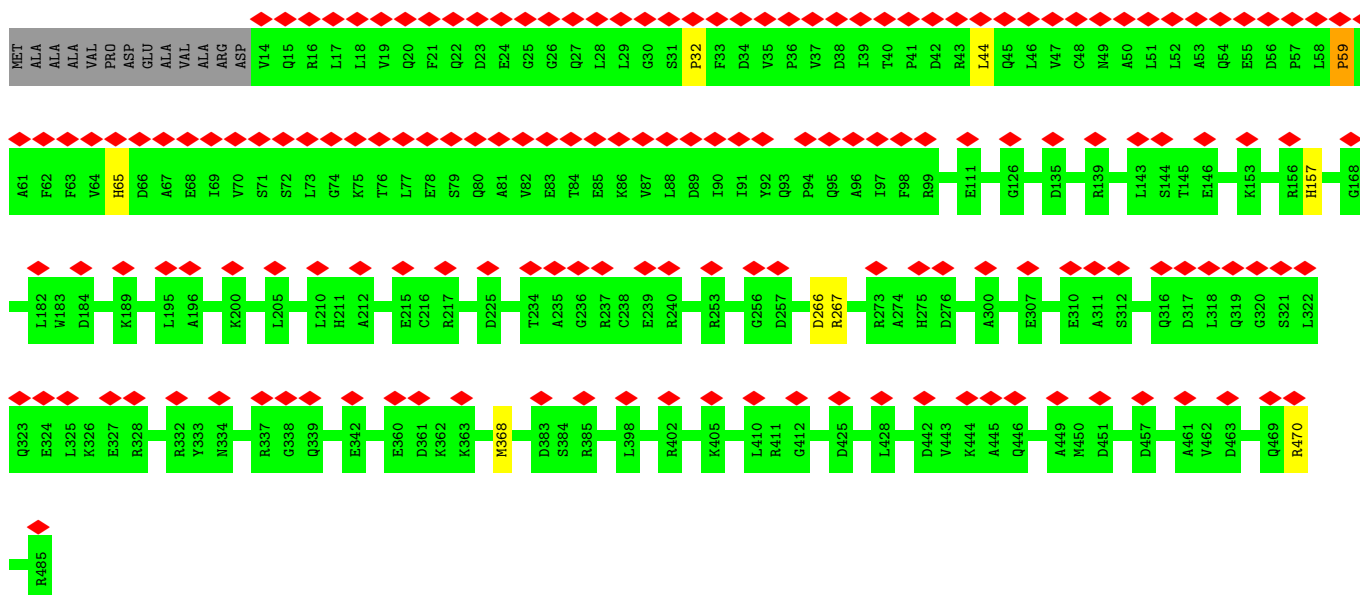 MET ALA ALA ALA VAL PRO ASP GLU ALA VAL ALA ARG ASP V14 Q15 R16 L17 L18 V19 Q20 F21 Q22 D23 E24 G25 G26 Q27 L28 L29 G30 S31 P32 F33 D34 V35 P36 V37 D38 I39 T40 P41 D42 R43 L44 Q45 L46 V47 C48 N49 A50 L51 L52 A53 Q54 E55 D56 P57 L58 P59
A61 F62 F63 V64 H65 D66 A67 E68 I69 V70 S71 S72 L73 G74 K75 T76 L77 E78 S79 Q80 A81 V82 E83 T84 E85 K86 V87 L88 D89 I90 I91 Y92 Q93 P94 Q95 A96 I97 F98 R99 E111 G126 D135 R139 L143 S144 T145 E146 K153 R156 H157 G168
L182 W183 D184 K189 L195 A196 K200 L205 L210 H211 A212 E215 C216 R217 D225 T234 A235 G236 R237 C238 E239 R240 R253 G256 D257 D266 R267 R273 A274 H275 D276 A300 E307 E310 A311 S312 Q316 D317 L318 Q319 G320 S321 L322
Q323 E324 L325 K326 E327 R328 R332 Y333 N334 R337 G338 Q339 E342 E360 D361 K362 K363 M368 D383 S384 R385 L398 R402 K405 L410 R411 G412 D425 L428 D442 V443 K444 A445 Q446 A449 M450 D451 D457 A461 V462 D463 Q469 R470
R485